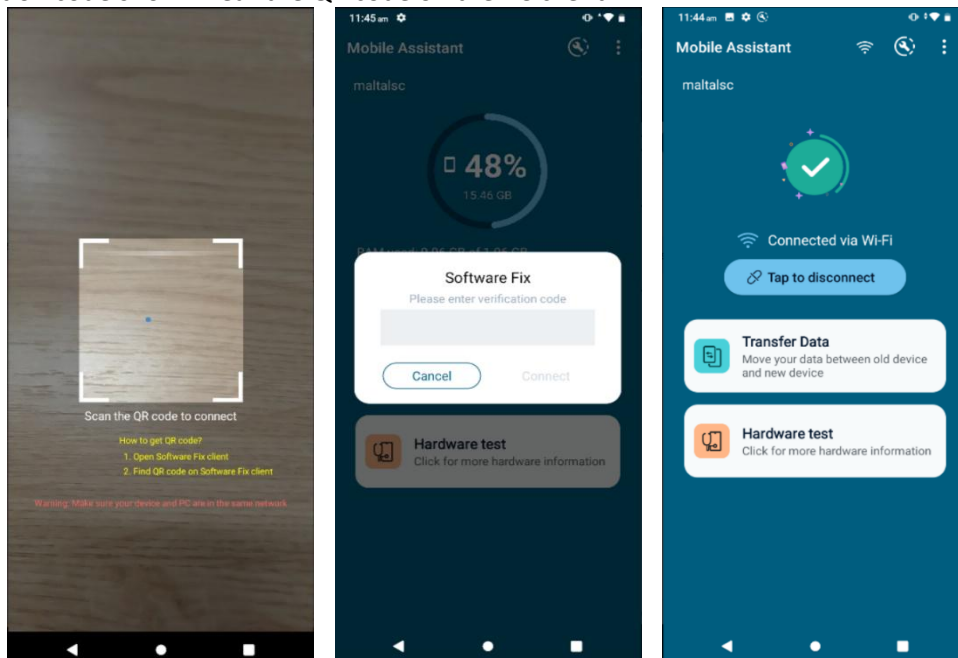 Scan the QR code to connect
How to get QR code?
1. Open Software Fix client
2. Find QR code on Software Fix client
Warning: Make sure your device and PC are in the same network
11:45 am
Mobile Assistant
maltalsc
48%
15.46 GB
Software Fix
Please enter verification code
Cancel
Connect
Hardware test
Click for more hardware information
11:44 am
Mobile Assistant
maltalsc
Connected via Wi-Fi
Tap to disconnect
Transfer Data
Move your data between old device
and new device
Hardware test
Click for more hardware information